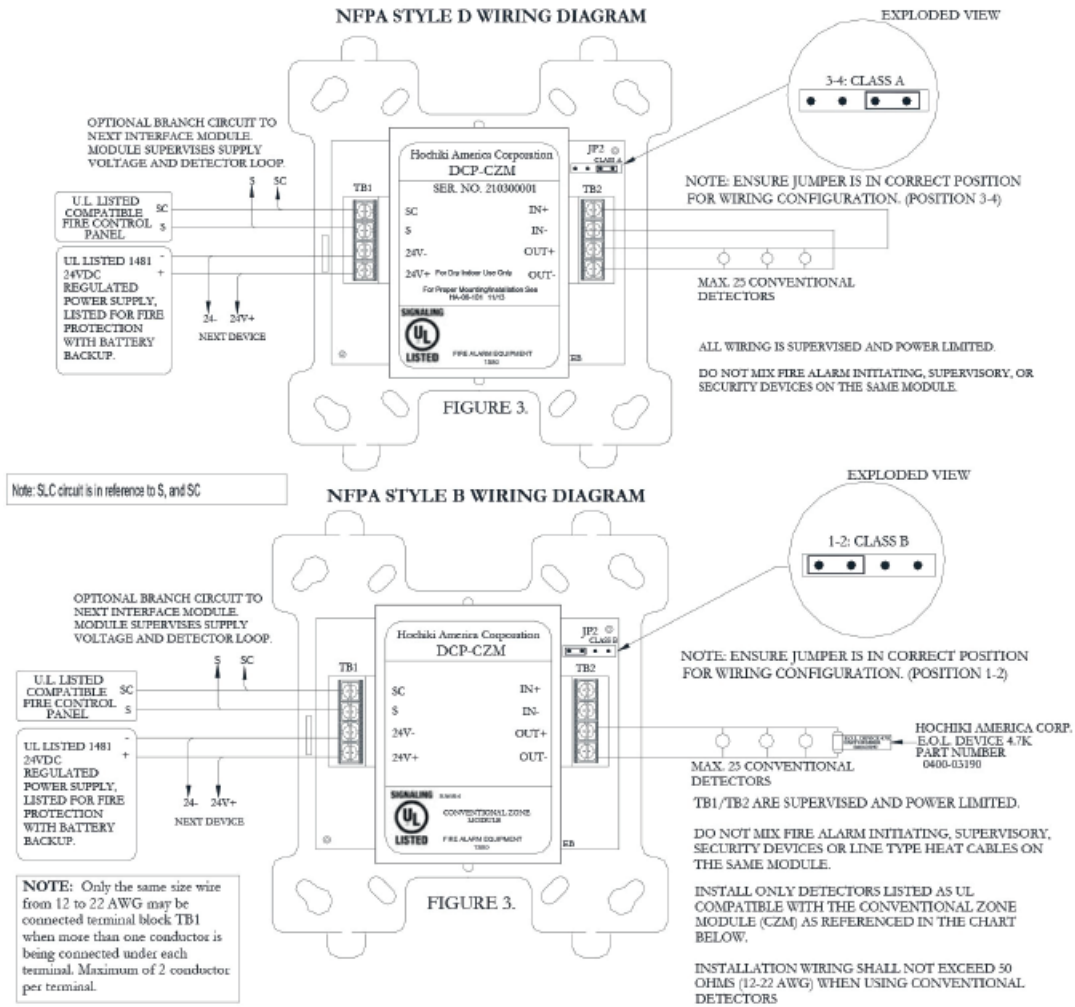 NFPA STYLE D WIRING DIAGRAM
EXPLODED VIEW
3-4: CLASS A
OPTIONAL BRANCH CIRCUIT TO
NEXT INTERFACE MODULE.
MODULE SUPERVISES SUPPLY
VOLTAGE AND DETECTOR LOOP.
S SC
U.L. LISTED
COMPATIBLE
FIRE CONTROL
PANEL
SC
S
UL LISTED 1481
24VDC
REGULATED
POWER SUPPLY,
LISTED FOR FIRE
PROTECTION
WITH BATTERY
BACKUP.
-
+
24- 24V+
NEXT DEVICE
TB1
Hochiki America Corporation
DCP-CZM
SER. NO. 210300001
SC IN+
S IN-
24V- OUT+
24V+ For Dry Indoor Use Only OUT-
For Proper Mounting/Installation See
HA-06-101 11/13
SIGNALING
UL
LISTED
FIRE ALARM EQUIPMENT
EB
JP2
CLASS A
TB2
NOTE: ENSURE JUMPER IS IN CORRECT POSITION
FOR WIRING CONFIGURATION. (POSITION 3-4)
MAX. 25 CONVENTIONAL
DETECTORS
ALL WIRING IS SUPERVISED AND POWER LIMITED.
DO NOT MIX FIRE ALARM INITIATING, SUPERVISORY, OR
SECURITY DEVICES ON THE SAME MODULE.
FIGURE 3.
Note: SLC circuit is in reference to S, and SC
NFPA STYLE B WIRING DIAGRAM
EXPLODED VIEW
1-2: CLASS B
OPTIONAL BRANCH CIRCUIT TO
NEXT INTERFACE MODULE.
MODULE SUPERVISES SUPPLY
VOLTAGE AND DETECTOR LOOP.
S SC
U.L. LISTED
COMPATIBLE
FIRE CONTROL
PANEL
SC
S
UL LISTED 1481
24VDC
REGULATED
POWER SUPPLY,
LISTED FOR FIRE
PROTECTION
WITH BATTERY
BACKUP.
-
+
24- 24V+
NEXT DEVICE
TB1
Hochiki America Corporation
DCP-CZM
SC IN+
S IN-
24V- OUT+
24V+ OUT-
SIGNALING
UL
LISTED
CONVENTIONAL ZONE
MODULE
FIRE ALARM EQUIPMENT
EB
JP2
CLASS B
TB2
NOTE: ENSURE JUMPER IS IN CORRECT POSITION
FOR WIRING CONFIGURATION. (POSITION 1-2)
HOCHIKI AMERICA CORP.
E.O.L. DEVICE 4.7K
PART NUMBER
0400-03190
MAX. 25 CONVENTIONAL
DETECTORS
TB1/TB2 ARE SUPERVISED AND POWER LIMITED.
DO NOT MIX FIRE ALARM INITIATING, SUPERVISORY,
SECURITY DEVICES OR LINE TYPE HEAT CABLES ON
THE SAME MODULE.
INSTALL ONLY DETECTORS LISTED AS UL
COMPATIBLE WITH THE CONVENTIONAL ZONE
MODULE (CZM) AS REFERENCED IN THE CHART
BELOW.
INSTALLATION WIRING SHALL NOT EXCEED 50
OHMS (12-22 AWG) WHEN USING CONVENTIONAL
DETECTORS
FIGURE 3.
NOTE: Only the same size wire
from 12 to 22 AWG may be
connected terminal block TB1
when more than one conductor is
being connected under each
terminal. Maximum of 2 conductor
per terminal.